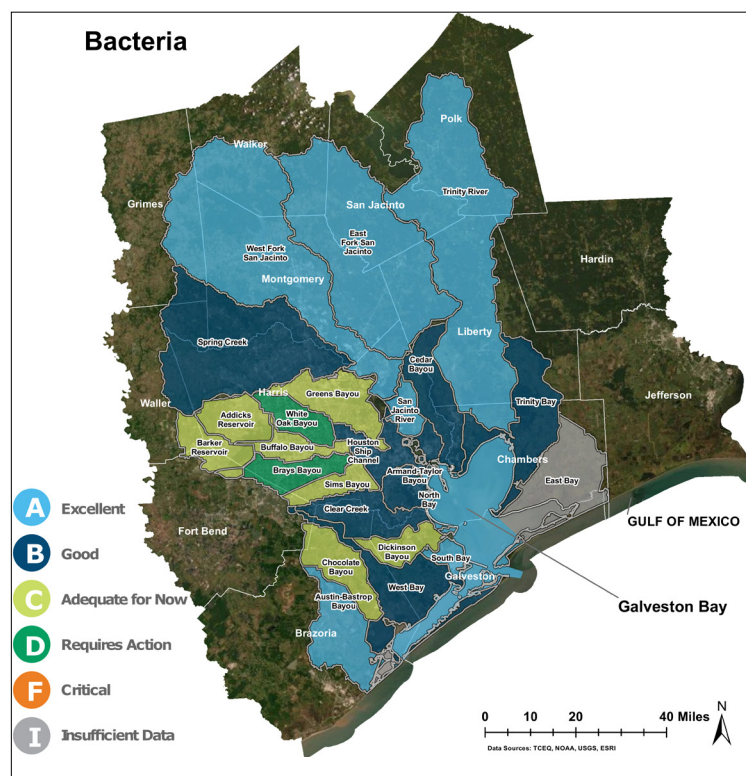 Bacteria
Polk
Walker
Trinity River
Grimes
San Jacinto
East
Fork San
Jacinto
West Fork
San Jacinto
Hardin
Montgomery
Liberty
Spring Creek
Cedar
Bayou
Harris
Greens Bayou
Jefferson
Waller
San
Jacinto
River
Trinity Bay
Addicks
Reservoir
White
Oak Bayou
Barker
Reservoir
Buffalo Bayou
Houston
Ship
Channel
Chambers
Brays Bayou
Armand-Taylor
Bayou
East Bay
Sims Bayou
North
Bay
A Excellent
Clear Creek
GULF OF MEXICO
Fort Bend
B Good
Dickinson
Bayou
South Bay
Chocolate
Bayou
Galveston
West Bay
C Adequate for Now
Austin-Bastrop
Bayou
Galveston Bay
Brazoria
D Requires Action
F Critical
I Insufficient Data
N
0 10 20 40 Miles
Data Sources: TCEQ, NOAA, USGS, ESRI